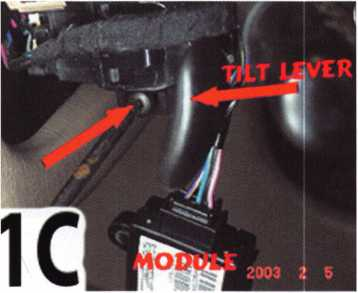 TILT LEVER
1C
MODULE
2003 2 5